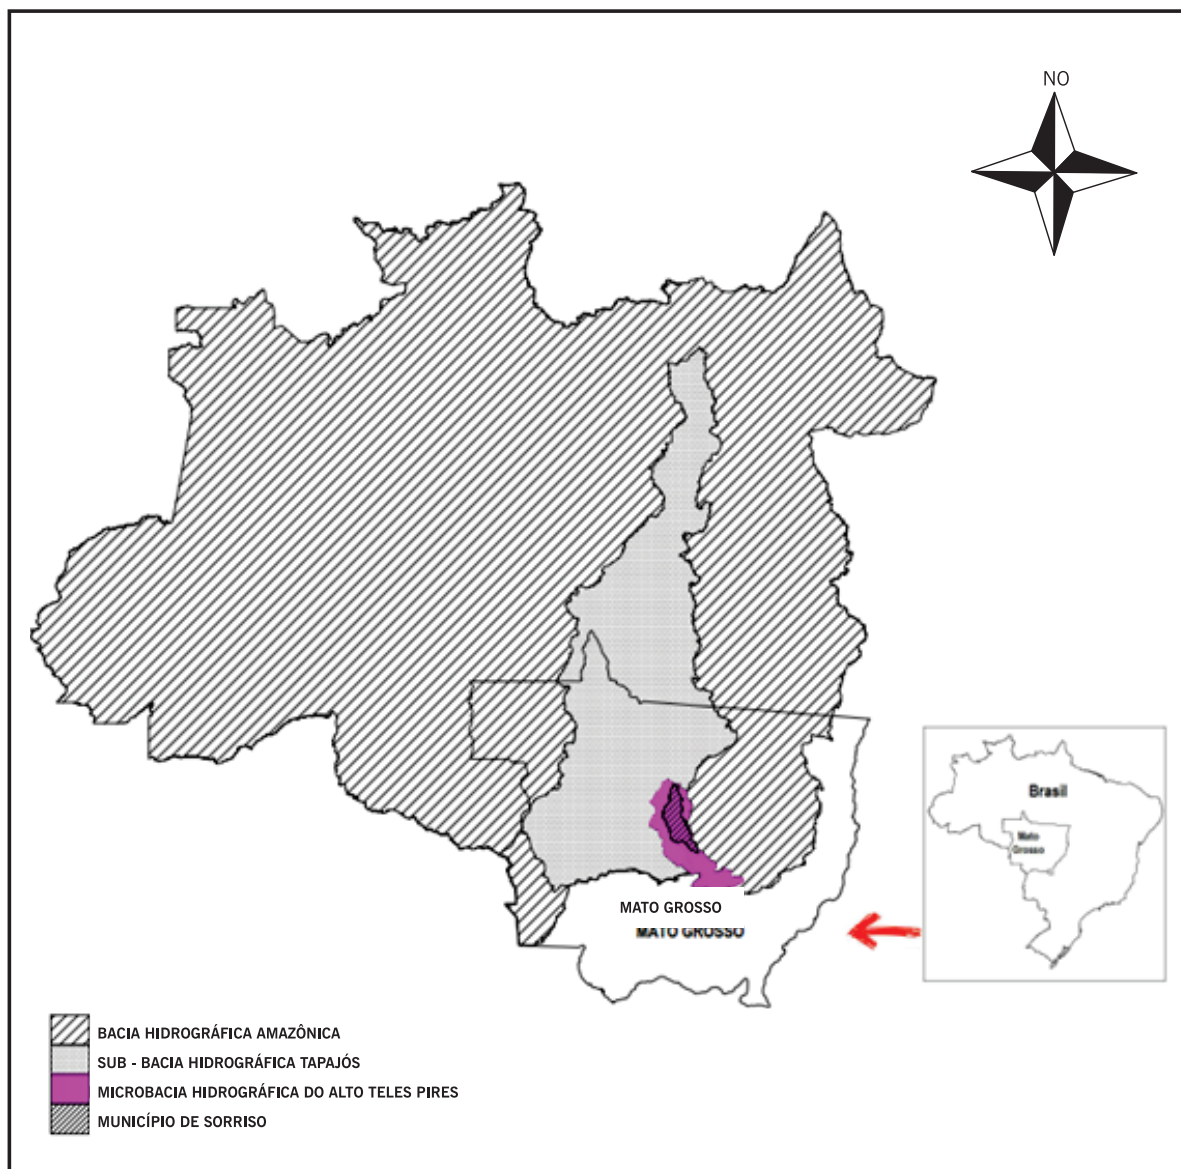 NO
Brasil
Mato
Grosso
MATO GROSSO
MATO GROSSO
BACIA HIDROGRÁFICA AMAZÔNICA
SUB - BACIA HIDROGRÁFICA TAPAJÓS
MICROBACIA HIDROGRÁFICA DO ALTO TELES PIRES
MUNICÍPIO DE SORRISO